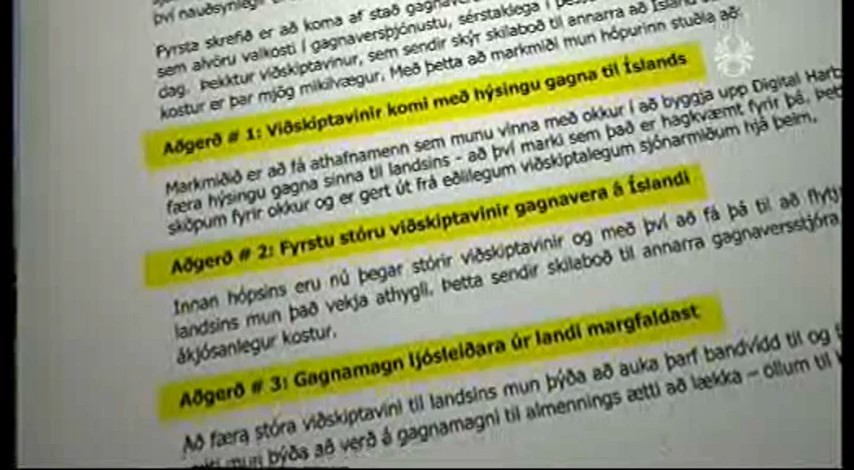 því nauðsynlegt er
Fyrsta skrefið er að koma af stað
sem alvöru valkosti í gagnaversþjónustu, sérstaklega í
dag. Þekktur viðskiptavinur, sem sendir skýr skilaboð til annarra að Ísland
kostur er þar mjög mikilvægur. Með þetta að markmiði mun hópurinn stuðla að:
Aðgerð # 1: Viðskiptavinir komi með hýsingu gagna til Íslands
Markmiðið er að fá athafnamenn sem munu vinna með okkur í að byggja upp Digital
færa hýsingu gagna sinna til landsins - að því marki sem það er hagkvæmt fyrir þá.
sköpum fyrir okkur og er gert út frá eðlilegum viðskiptalegum sjónarmiðum hjá þeim.
Aðgerð # 2: Fyrstu stóru viðskiptavinir gagnavera á Íslandi
Innan hópsins eru nú þegar stórir viðskiptavinir og með því að fá þá til að
landsins mun það vekja athygli. Þetta sendir skilaboð til annarra gagnaversstjóra
ákjósanlegur kostur.
Aðgerð # 3: Gagnamagn ljósleiðara úr landi margfaldast
Að færa stóra viðskiptavini til landsins mun þýða að auka þarf bandvídd til og
mun þýða að verð á gagnamagni til almennings ætti að lækka – öllum til